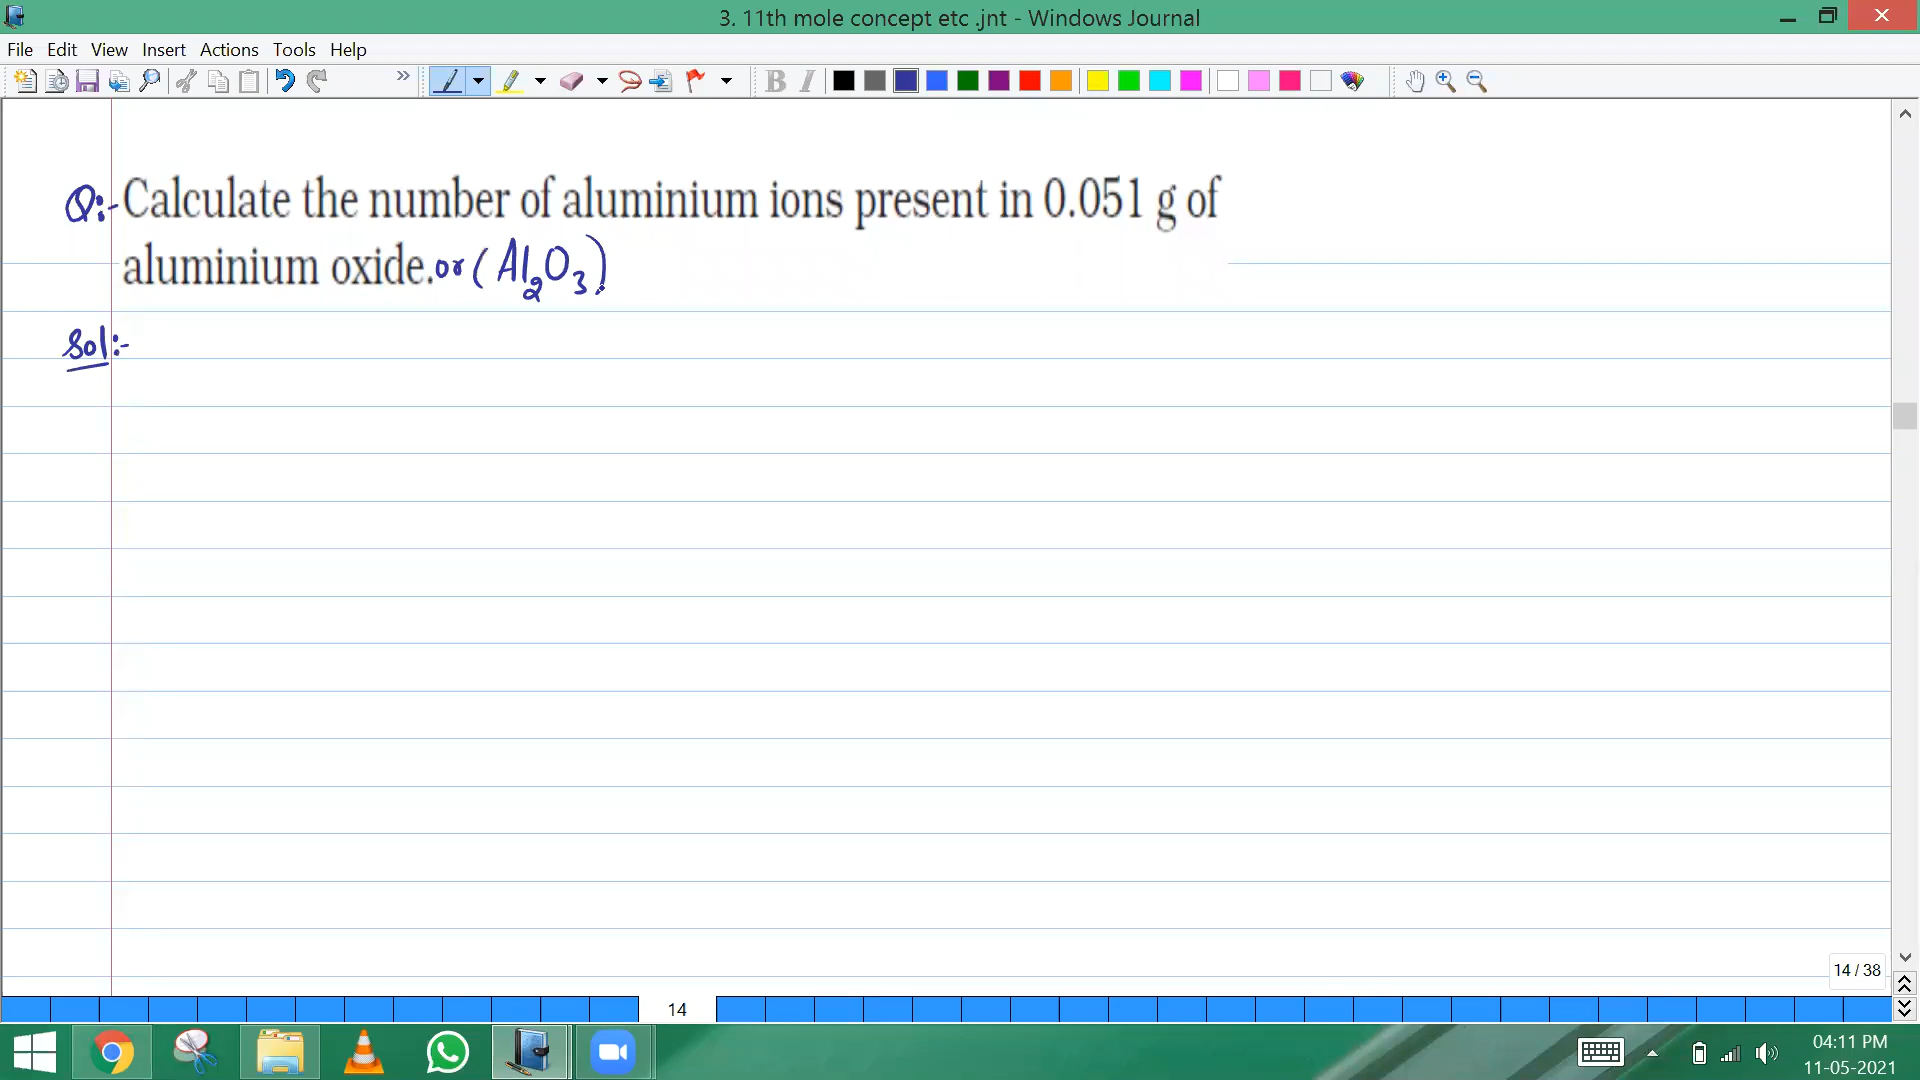 3. 11th mole concept etc .jnt - Windows Journal
File Edit View Insert Actions Tools Help
» B I
Q:- Calculate the number of aluminium ions present in 0.051 g of
aluminium oxide. or (Al₂O₃)
Sol:-
14 / 38
14
04:11 PM
11-05-2021